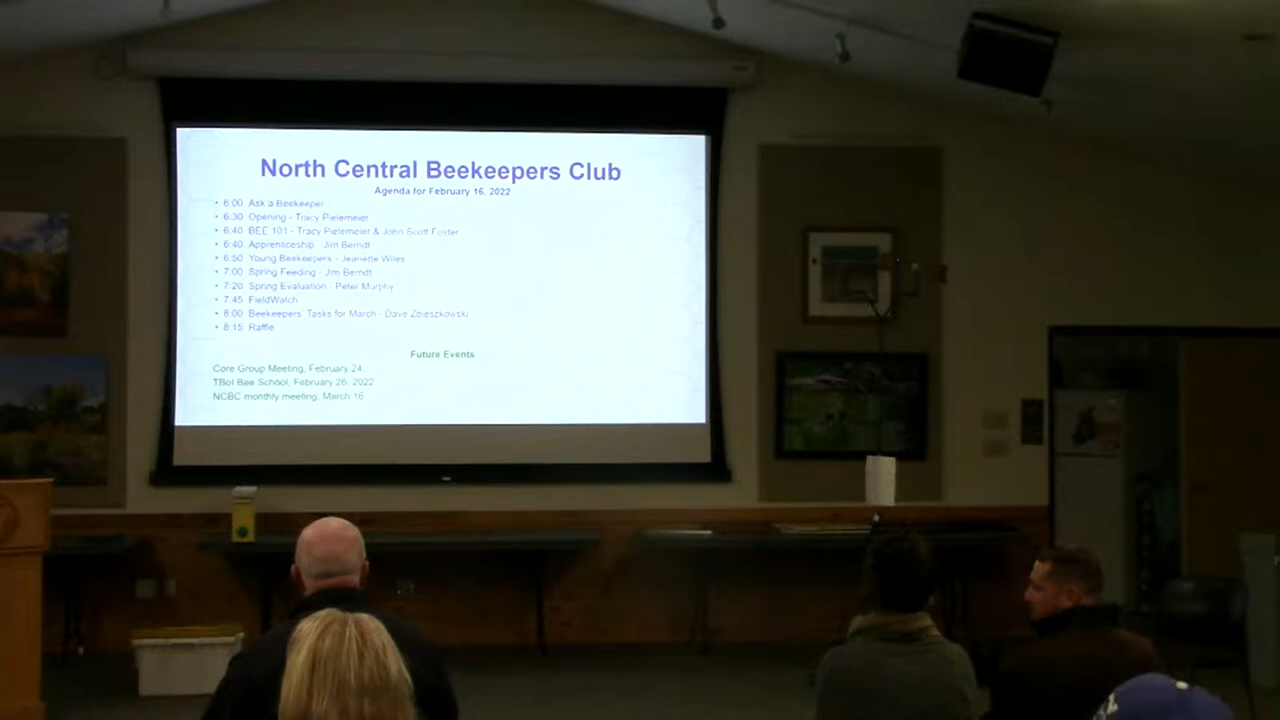 North Central Beekeepers Club
Agenda for February 16, 2022
• 6:00 Ask a Beekeeper
• 6:30 Opening - Tracy Pielemeier
• 6:40 BEE 101 - Tracy Pielemeier & John Scott Foster
• 6:40 Apprenticeship - Jim Berndt
• 6:50 Young Beekeepers - Jeanette Wiles
• 7:00 Spring Feeding - Jim Berndt
• 7:20 Spring Evaluation - Peter Murphy
• 7:45 FieldWatch
• 8:00 Beekeepers Tasks for March - Dave Zbieszkowski
• 8:15 Raffle
Future Events
Core Group Meeting, February 24
TBoI Bee School, February 26, 2022
NCBC monthly meeting, March 16